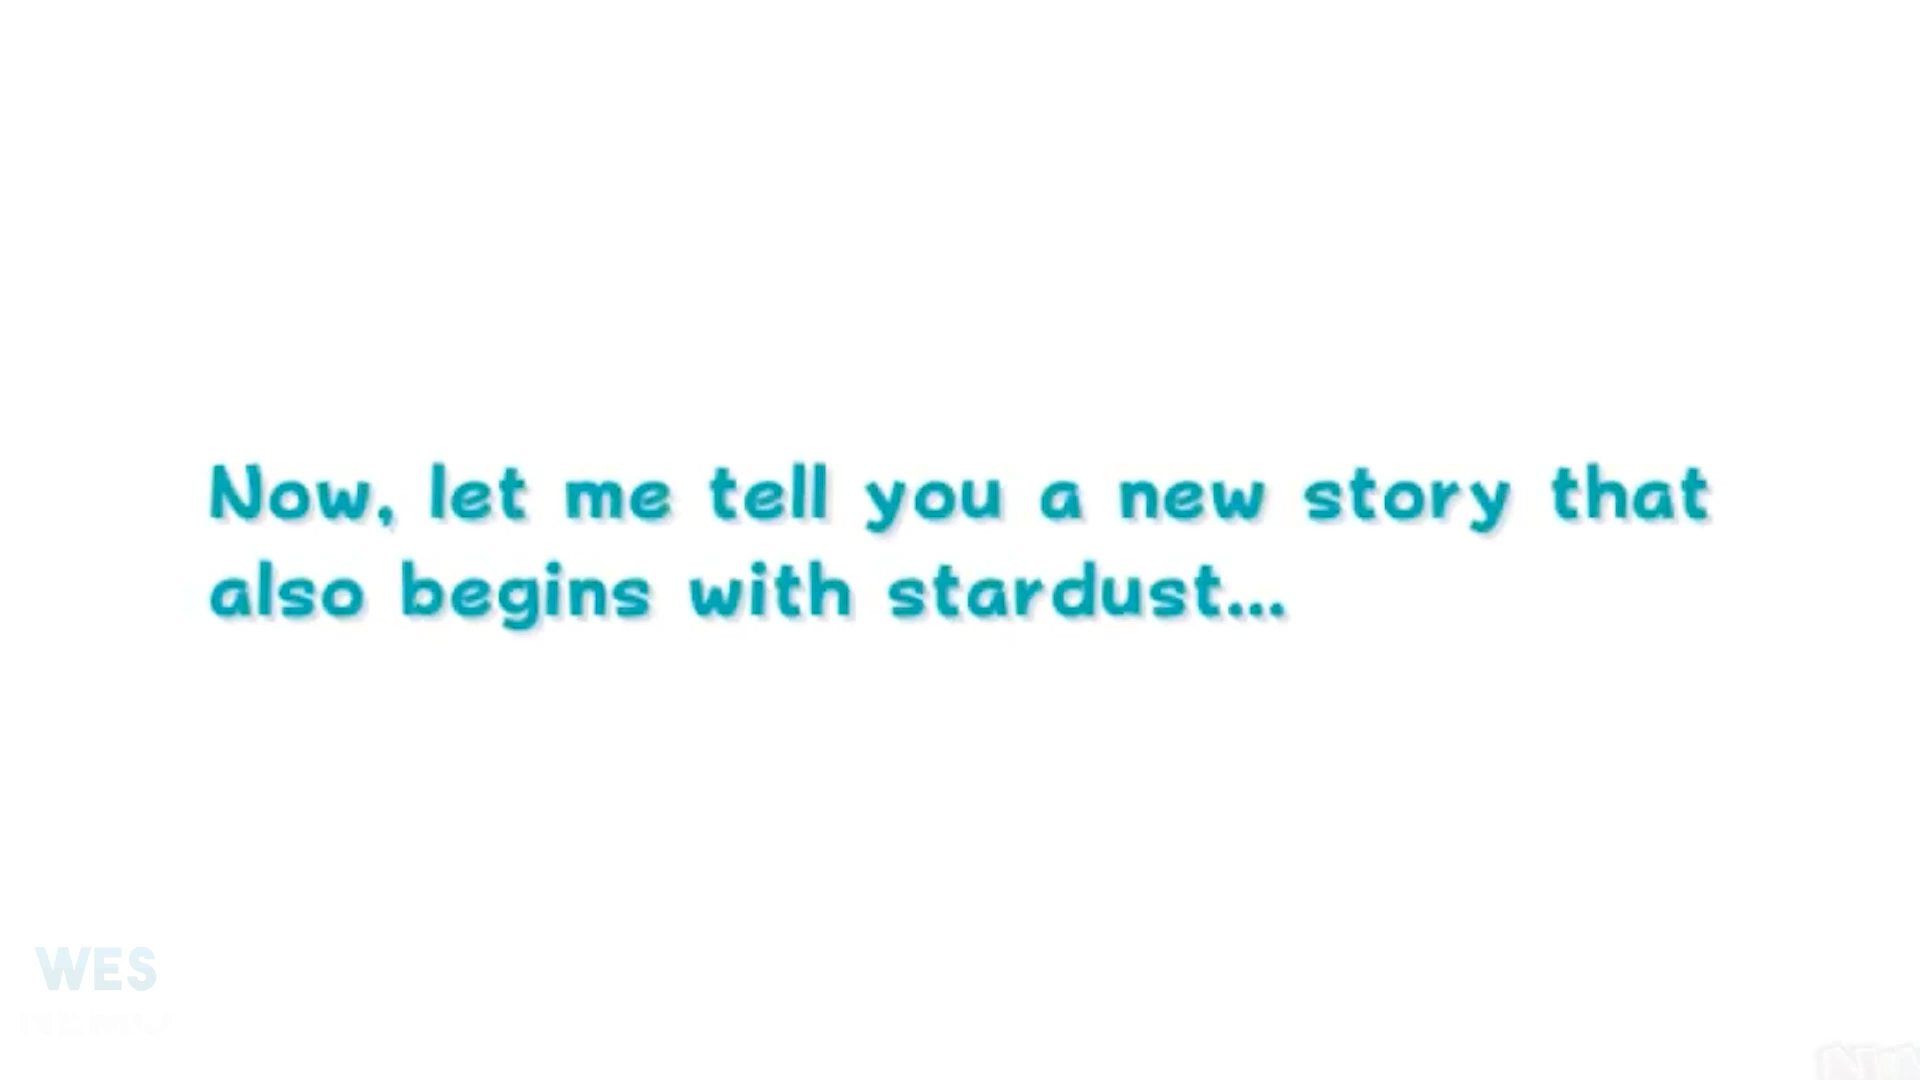 Now, let me tell you a new story that
also begins with stardust...
WES